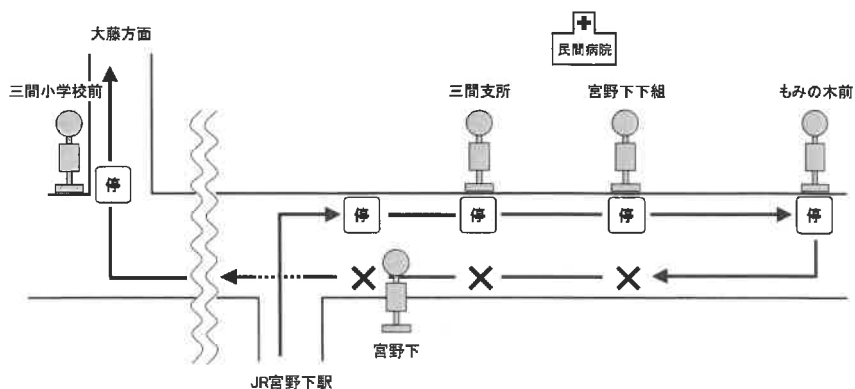 大藤方面
民間病院
三間小学校前
三間支所
宮野下下組
もみの木前
停
停
停
停
停
宮野下
JR宮野下駅